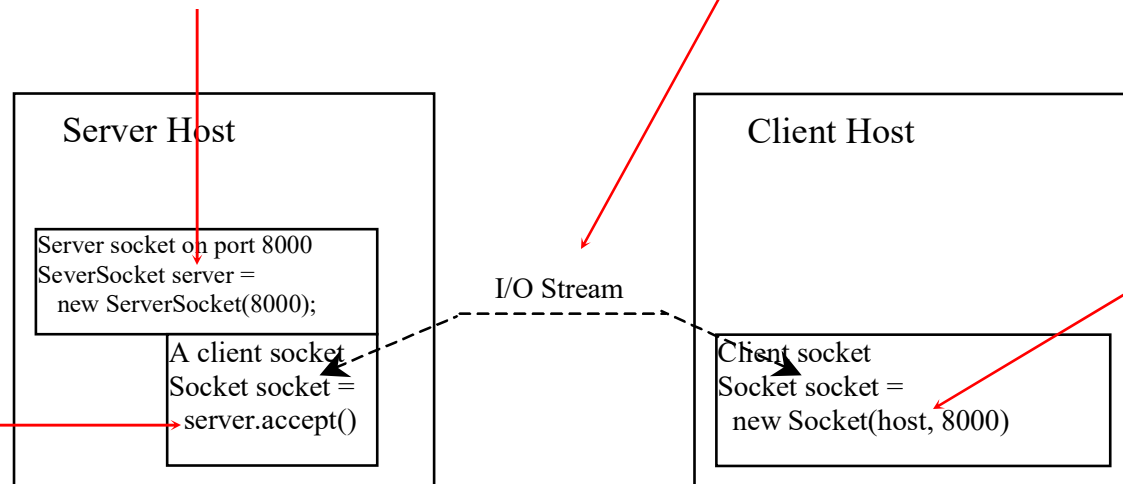 Server Host
Client Host
Server socket on port 8000
SeverSocket server =
new ServerSocket(8000);
I/O Stream
A client socket
Socket socket =
server.accept()
Client socket
Socket socket =
new Socket(host, 8000)